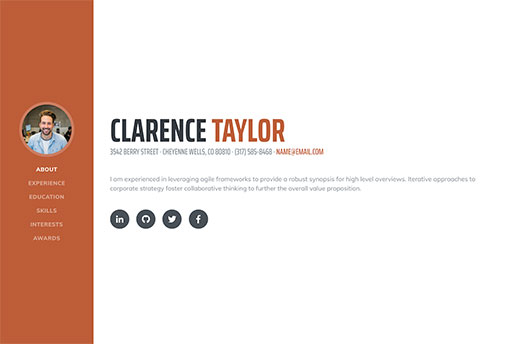 ABOUT
EXPERIENCE
EDUCATION
SKILLS
INTERESTS
AWARDS
CLARENCE TAYLOR
3542 BERRY STREET · CHEYENNE WELLS, CO 80810 · (317) 585-8468 · NAME@EMAIL.COM
I am experienced in leveraging agile frameworks to provide a robust synopsis for high level overviews. Iterative approaches to
corporate strategy foster collaborative thinking to further the overall value proposition.